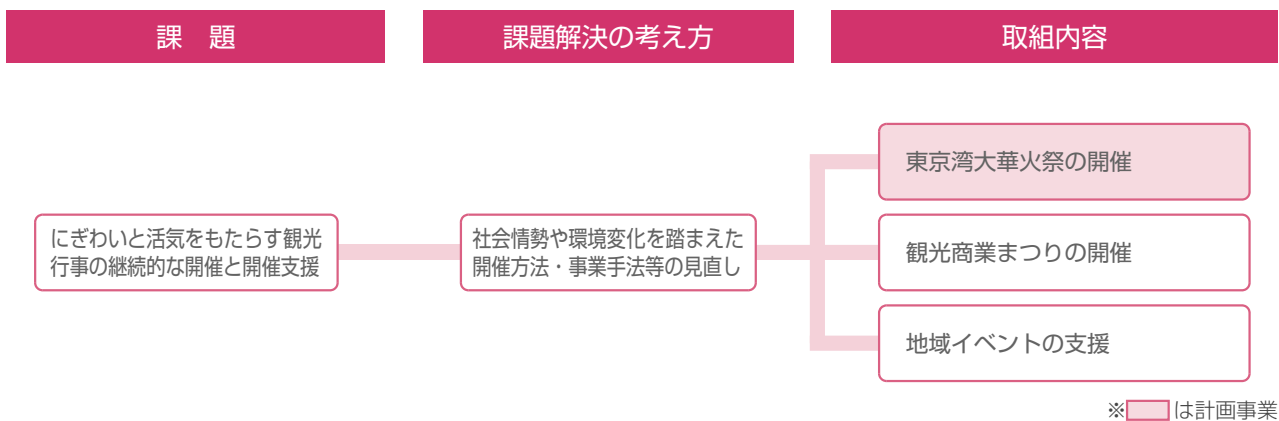 課　題
課題解決の考え方
取組内容
にぎわいと活気をもたらす観光
行事の継続的な開催と開催支援
社会情勢や環境変化を踏まえた
開催方法・事業手法等の見直し
東京湾大華火祭の開催
観光商業まつりの開催
地域イベントの支援
※　　は計画事業